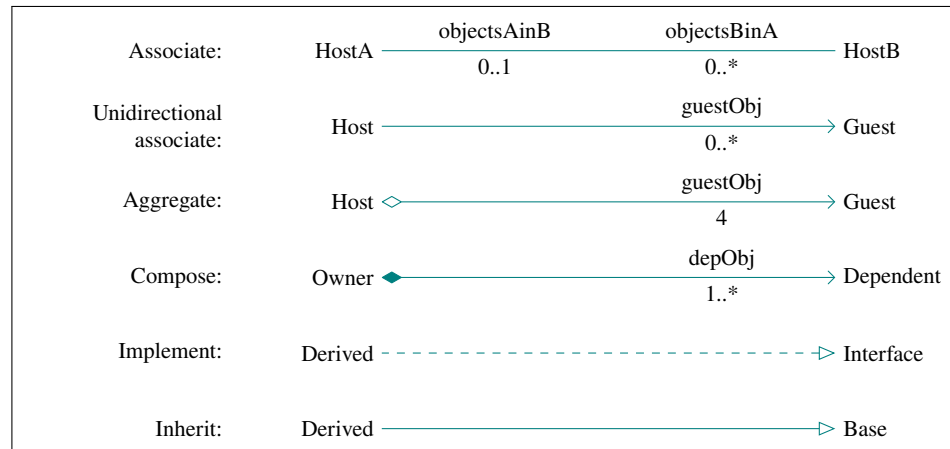 objectsAinB objectsBinA
Associate: HostA HostB
0..1 0..*
Unidirectional guestObj
associate: Host Guest
0..*
guestObj
Aggregate: Host Guest
4
depObj
Compose: Owner Dependent
1..*
Implement: Derived Interface
Inherit: Derived Base